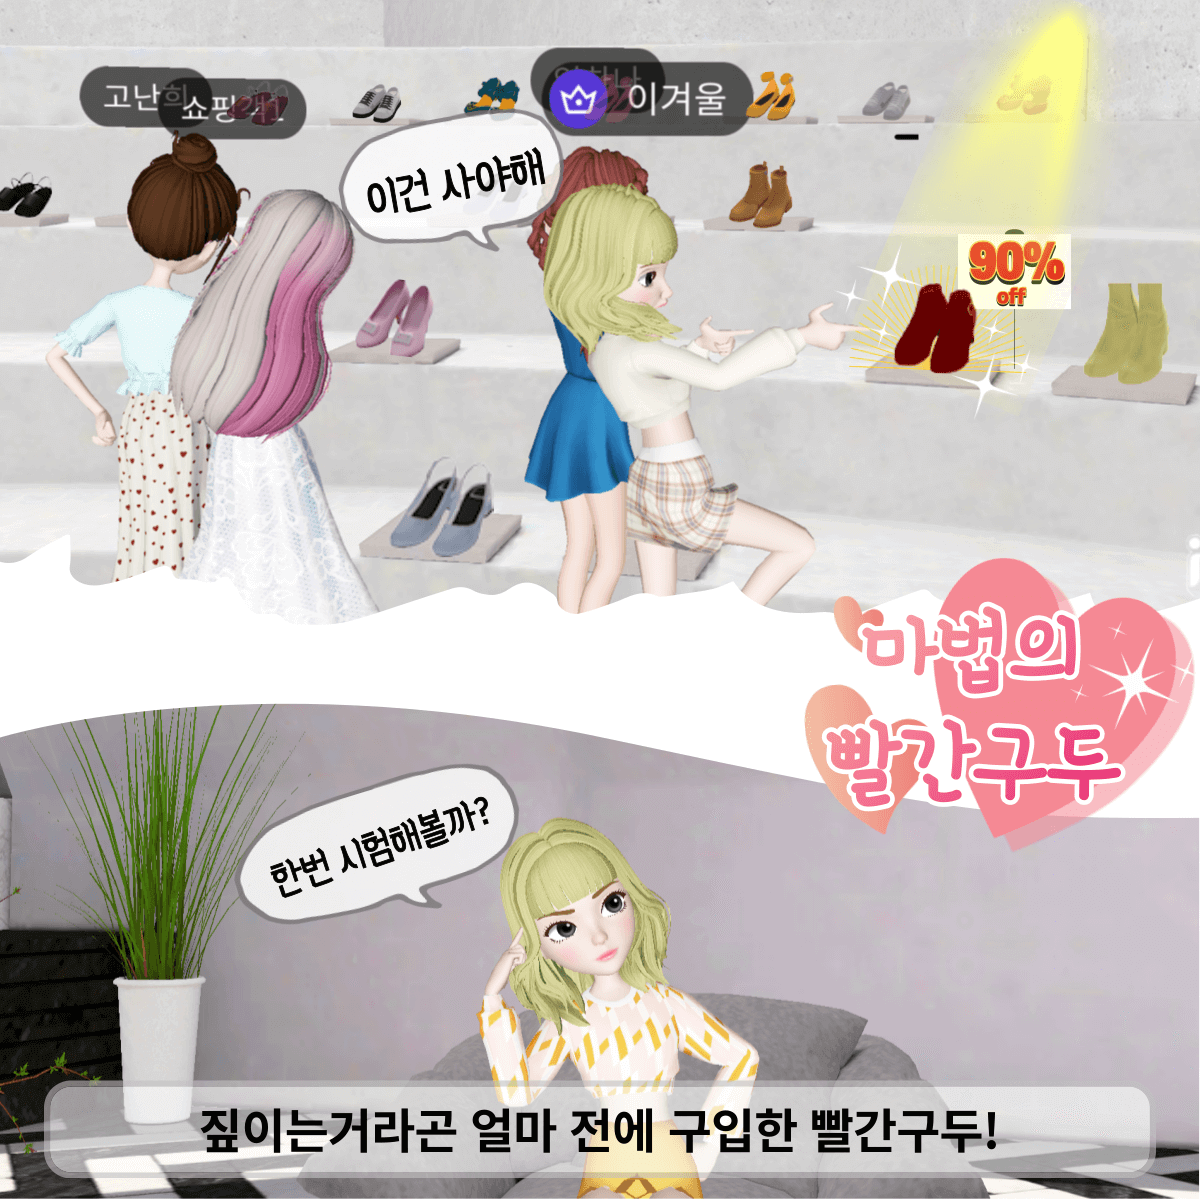 고난희
쇼핑
이겨울
이건 사야해
90%
off
마법의
빨간구두
한번 시험해볼까?
짚이는거라곤 얼마 전에 구입한 빨간구두!